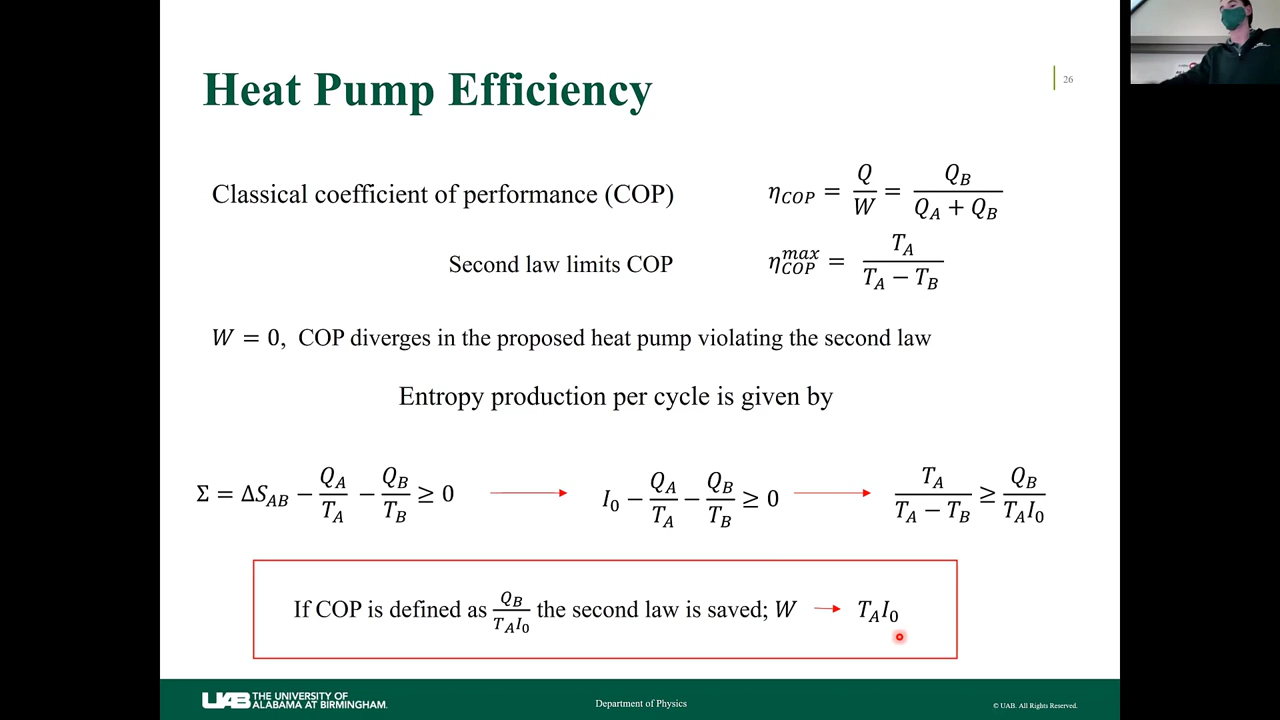 Heat Pump Efficiency
26
Classical coefficient of performance (COP) η_COP = Q/W = Q_B/(Q_A + Q_B)
Second law limits COP η_COP^max = T_A/(T_A − T_B)
W = 0, COP diverges in the proposed heat pump violating the second law
Entropy production per cycle is given by
Σ = ΔS_AB − Q_A/T_A − Q_B/T_B ≥ 0 → I_0 − Q_A/T_A − Q_B/T_B ≥ 0 → T_A/(T_A − T_B) ≥ Q_B/(T_A I_0)
If COP is defined as Q_B/(T_A I_0) the second law is saved; W → T_A I_0
UAB THE UNIVERSITY OF
ALABAMA AT BIRMINGHAM.
Department of Physics
© UAB. All Rights Reserved.